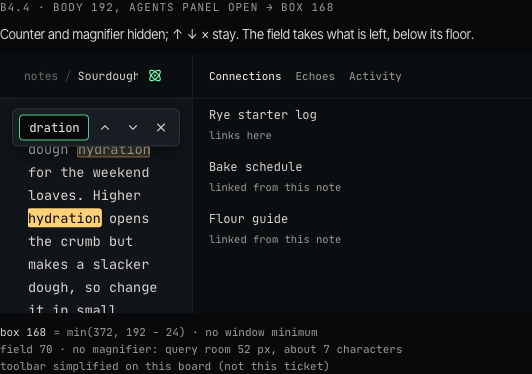 B4.4 · BODY 192, AGENTS PANEL OPEN → BOX 168
Counter and magnifier hidden; ↑ ↓ × stay. The field takes what is left, below its floor.
notes / Sourdough
Connections Echoes Activity
dration
dough hydration
for the weekend
loaves. Higher
hydration opens
the crumb but
makes a slacker
dough, so change
it in small
Rye starter log
links here
Bake schedule
linked from this note
Flour guide
linked from this note
box 168 = min(372, 192 − 24) · no window minimum
field 70 · no magnifier: query room 52 px, about 7 characters
toolbar simplified on this board (not this ticket)